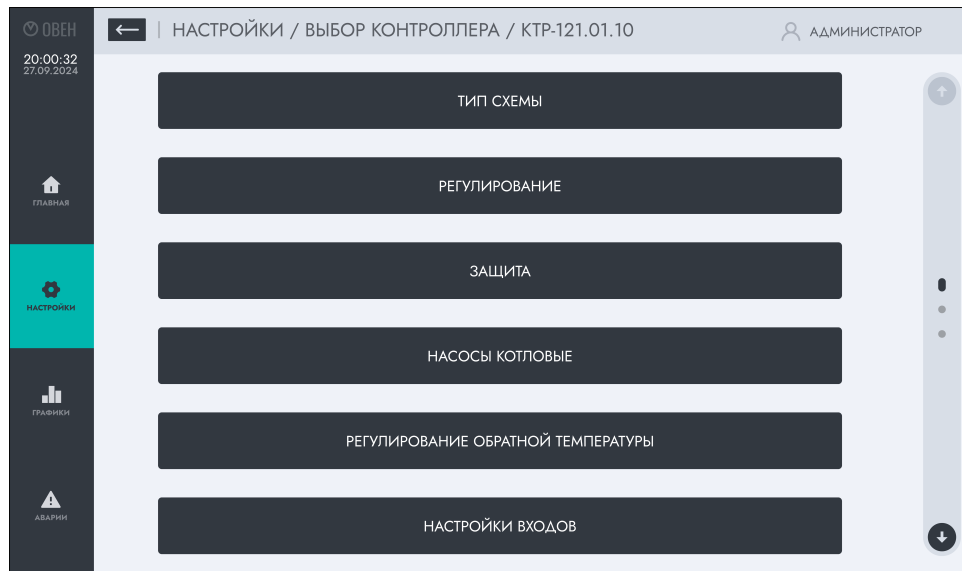 ОВЕН
НАСТРОЙКИ / ВЫБОР КОНТРОЛЛЕРА / КТР-121.01.10
АДМИНИСТРАТОР
20:00:32
27.09.2024
ТИП СХЕМЫ
РЕГУЛИРОВАНИЕ
ГЛАВНАЯ
ЗАЩИТА
НАСТРОЙКИ
НАСОСЫ КОТЛОВЫЕ
ГРАФИКИ
РЕГУЛИРОВАНИЕ ОБРАТНОЙ ТЕМПЕРАТУРЫ
АВАРИИ
НАСТРОЙКИ ВХОДОВ